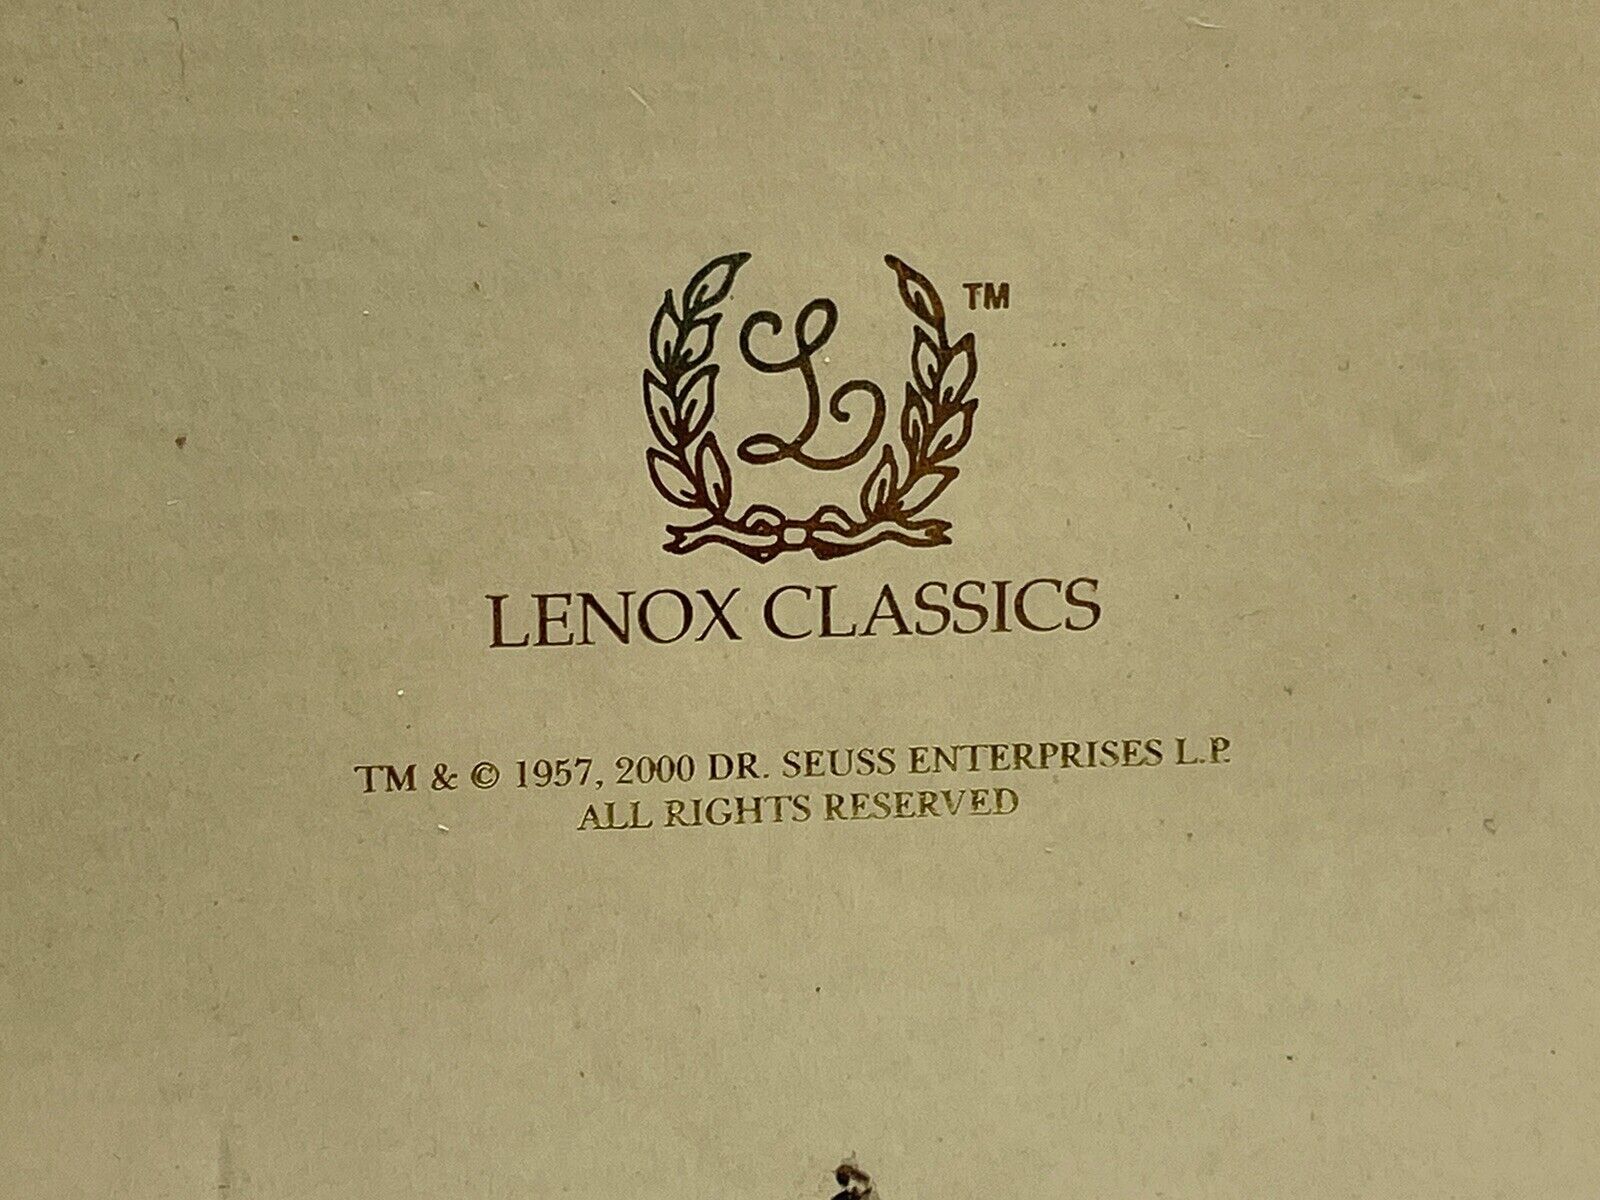 L
TM
LENOX CLASSICS
TM & © 1957, 2000 DR. SEUSS ENTERPRISES L.P.
ALL RIGHTS RESERVED